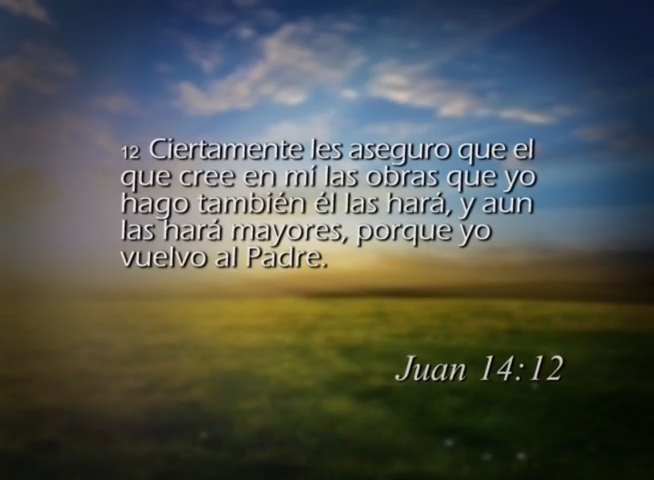 12 Ciertamente les aseguro que el
que cree en mí las obras que yo
hago también él las hará, y aun
las hará mayores, porque yo
vuelvo al Padre.
Juan 14:12